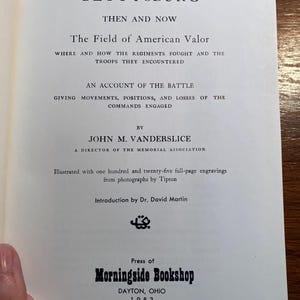 GETTYSBURG
THEN AND NOW
The Field of American Valor
WHERE AND HOW THE REGIMENTS FOUGHT AND THE
TROOPS THEY ENCOUNTERED
AN ACCOUNT OF THE BATTLE
GIVING MOVEMENTS, POSITIONS, AND LOSSES OF THE
COMMANDS ENGAGED
BY
JOHN M. VANDERSLICE
A DIRECTOR OF THE MEMORIAL ASSOCIATION
Illustrated with one hundred and twenty-five full-page engravings
from photographs by Tipton
Introduction by Dr. David Martin
Press of
Morningside Bookshop
DAYTON, OHIO
1983